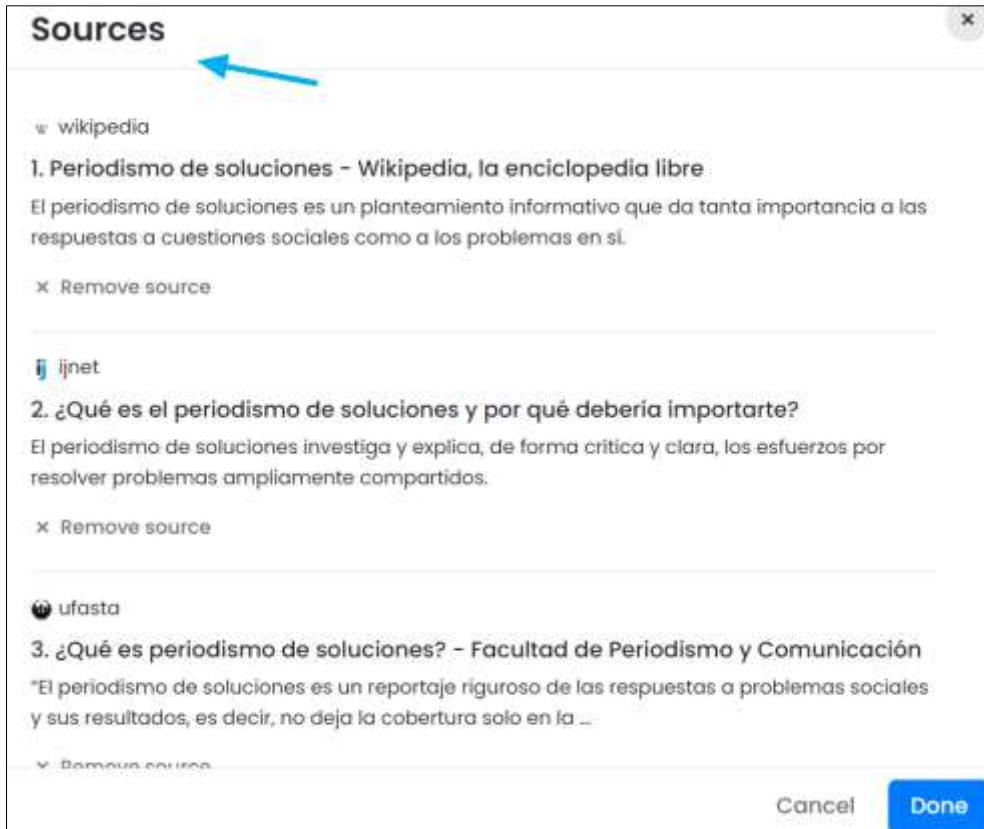 Sources
×
w wikipedia
1. Periodismo de soluciones - Wikipedia, la enciclopedia libre
El periodismo de soluciones es un planteamiento informativo que da tanta importancia a las
respuestas a cuestiones sociales como a los problemas en sí.
× Remove source
ij ijnet
2. ¿Qué es el periodismo de soluciones y por qué debería importarte?
El periodismo de soluciones investiga y explica, de forma crítica y clara, los esfuerzos por
resolver problemas ampliamente compartidos.
× Remove source
ufasta
3. ¿Qué es periodismo de soluciones? - Facultad de Periodismo y Comunicación
"El periodismo de soluciones es un reportaje riguroso de las respuestas a problemas sociales
y sus resultados, es decir, no deja la cobertura solo en la ...
× Remove source
Cancel Done